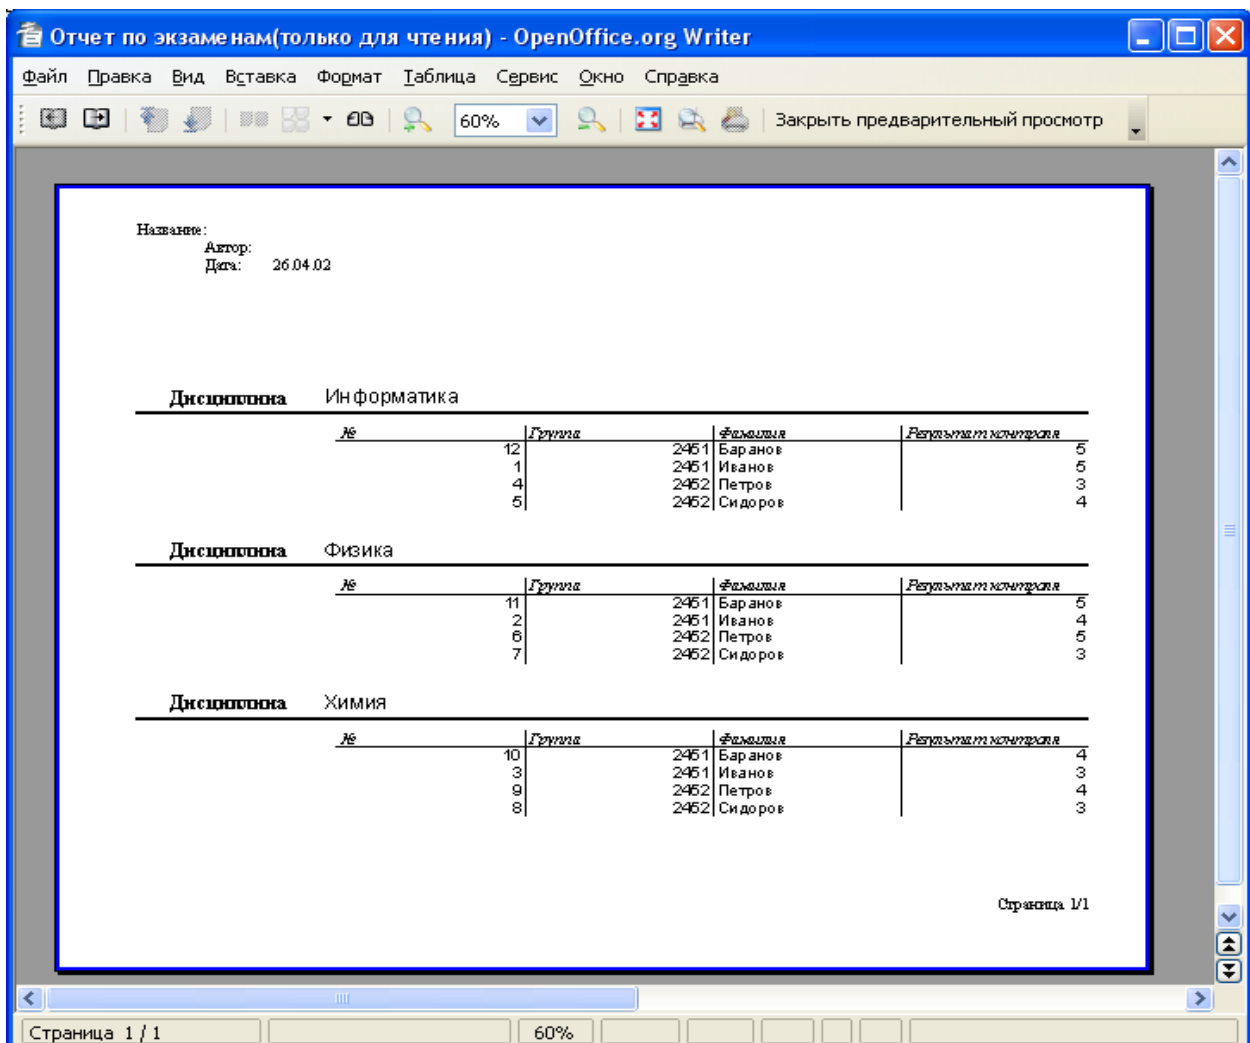 Отчет по экзаменам(только для чтения) - OpenOffice.org Writer
Файл Правка Вид Вставка Формат Таблица Сервис Окно Справка
60% Закрыть предварительный просмотр
Название:
Автор:
Дата: 26.04.02
Дисциплина Информатика
№ Группа Фамилия Результат контроля
12 2451 Баранов 5
1 2451 Иванов 5
4 2452 Петров 3
5 2452 Сидоров 4
Дисциплина Физика
№ Группа Фамилия Результат контроля
11 2451 Баранов 5
2 2451 Иванов 4
6 2452 Петров 5
7 2452 Сидоров 3
Дисциплина Химия
№ Группа Фамилия Результат контроля
10 2451 Баранов 4
3 2451 Иванов 3
9 2452 Петров 4
8 2452 Сидоров 3
Страница 1/1
Страница 1 / 1 60%